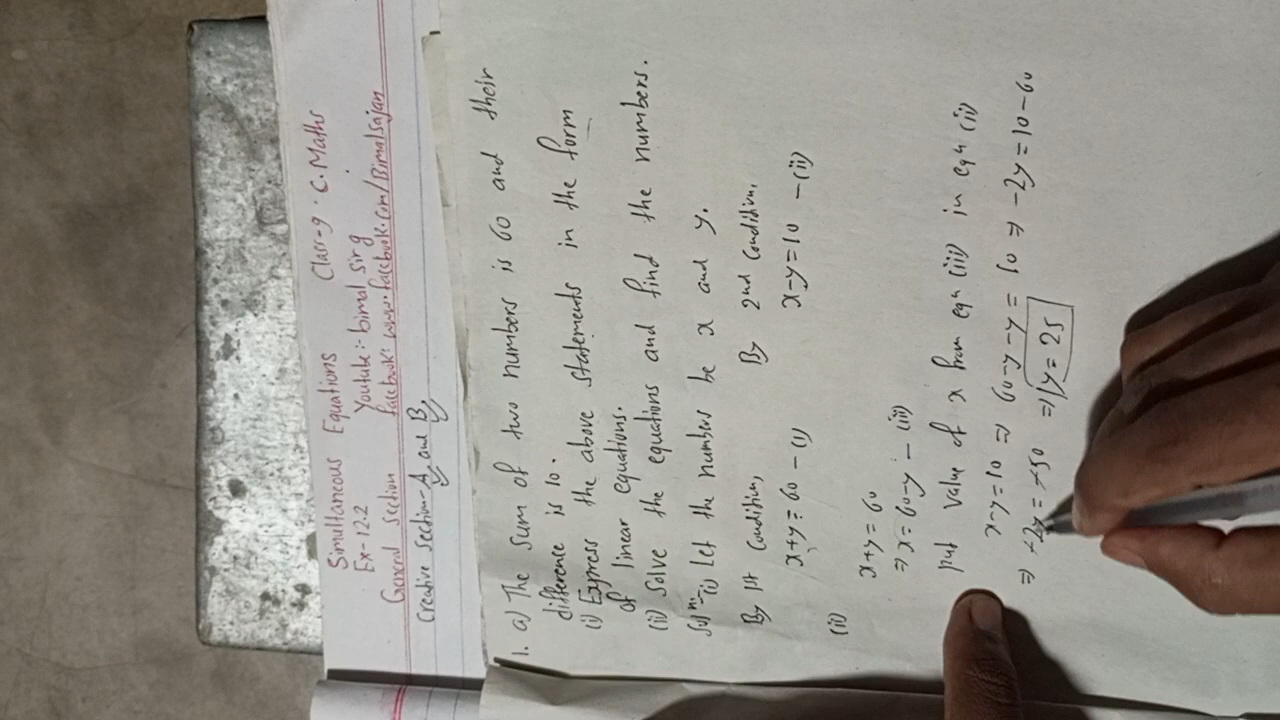 Simultaneous Equations Class-9. C.Maths
Ex-12.2 Youtube:- bimal sir g
General section facebook: www.facebook.com/Bimalsajan
Creative section-A and B.
1. a) The sum of two numbers is 60 and their
difference is 10.
(i) Express the above statements in the form
of linear equations.
(ii) Solve the equations and find the numbers.
Solⁿ:- (i) Let the numbers be x and y.
By 1st Condition, By 2nd Condition,
x+y=60 -(i) x-y=10 -(ii)
(ii)
x+y=60
⇒ x=60-y -(iii)
put value of x from eqn (iii) in eqn (ii)
x-y=10 ⇒ 60-y-y=10 ⇒ -2y=10-60
⇒ -2y=-50 ⇒ y=25